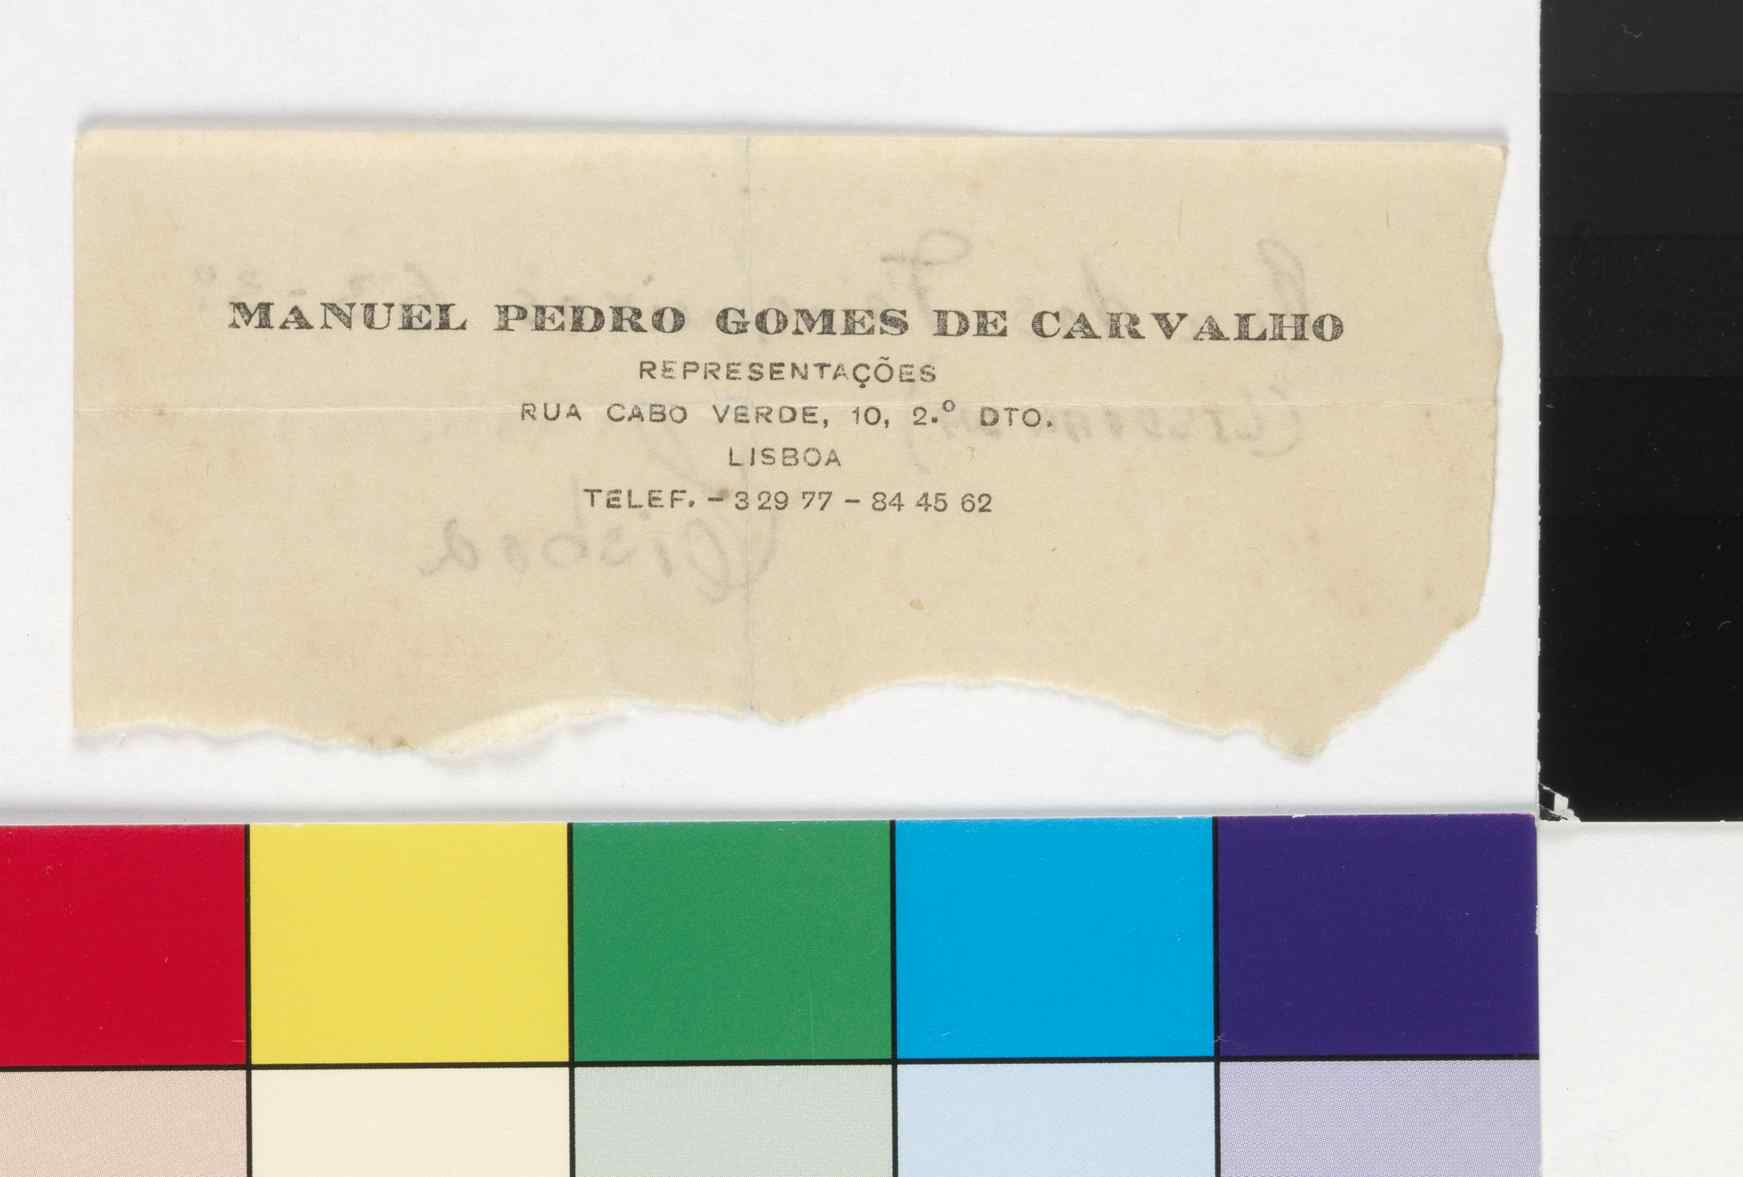 MANUEL PEDRO GOMES DE CARVALHO
REPRESENTAÇÕES
RUA CABO VERDE, 10, 2.º DTO.
LISBOA
TELEF. – 3 29 77 – 84 45 62
Lisboa